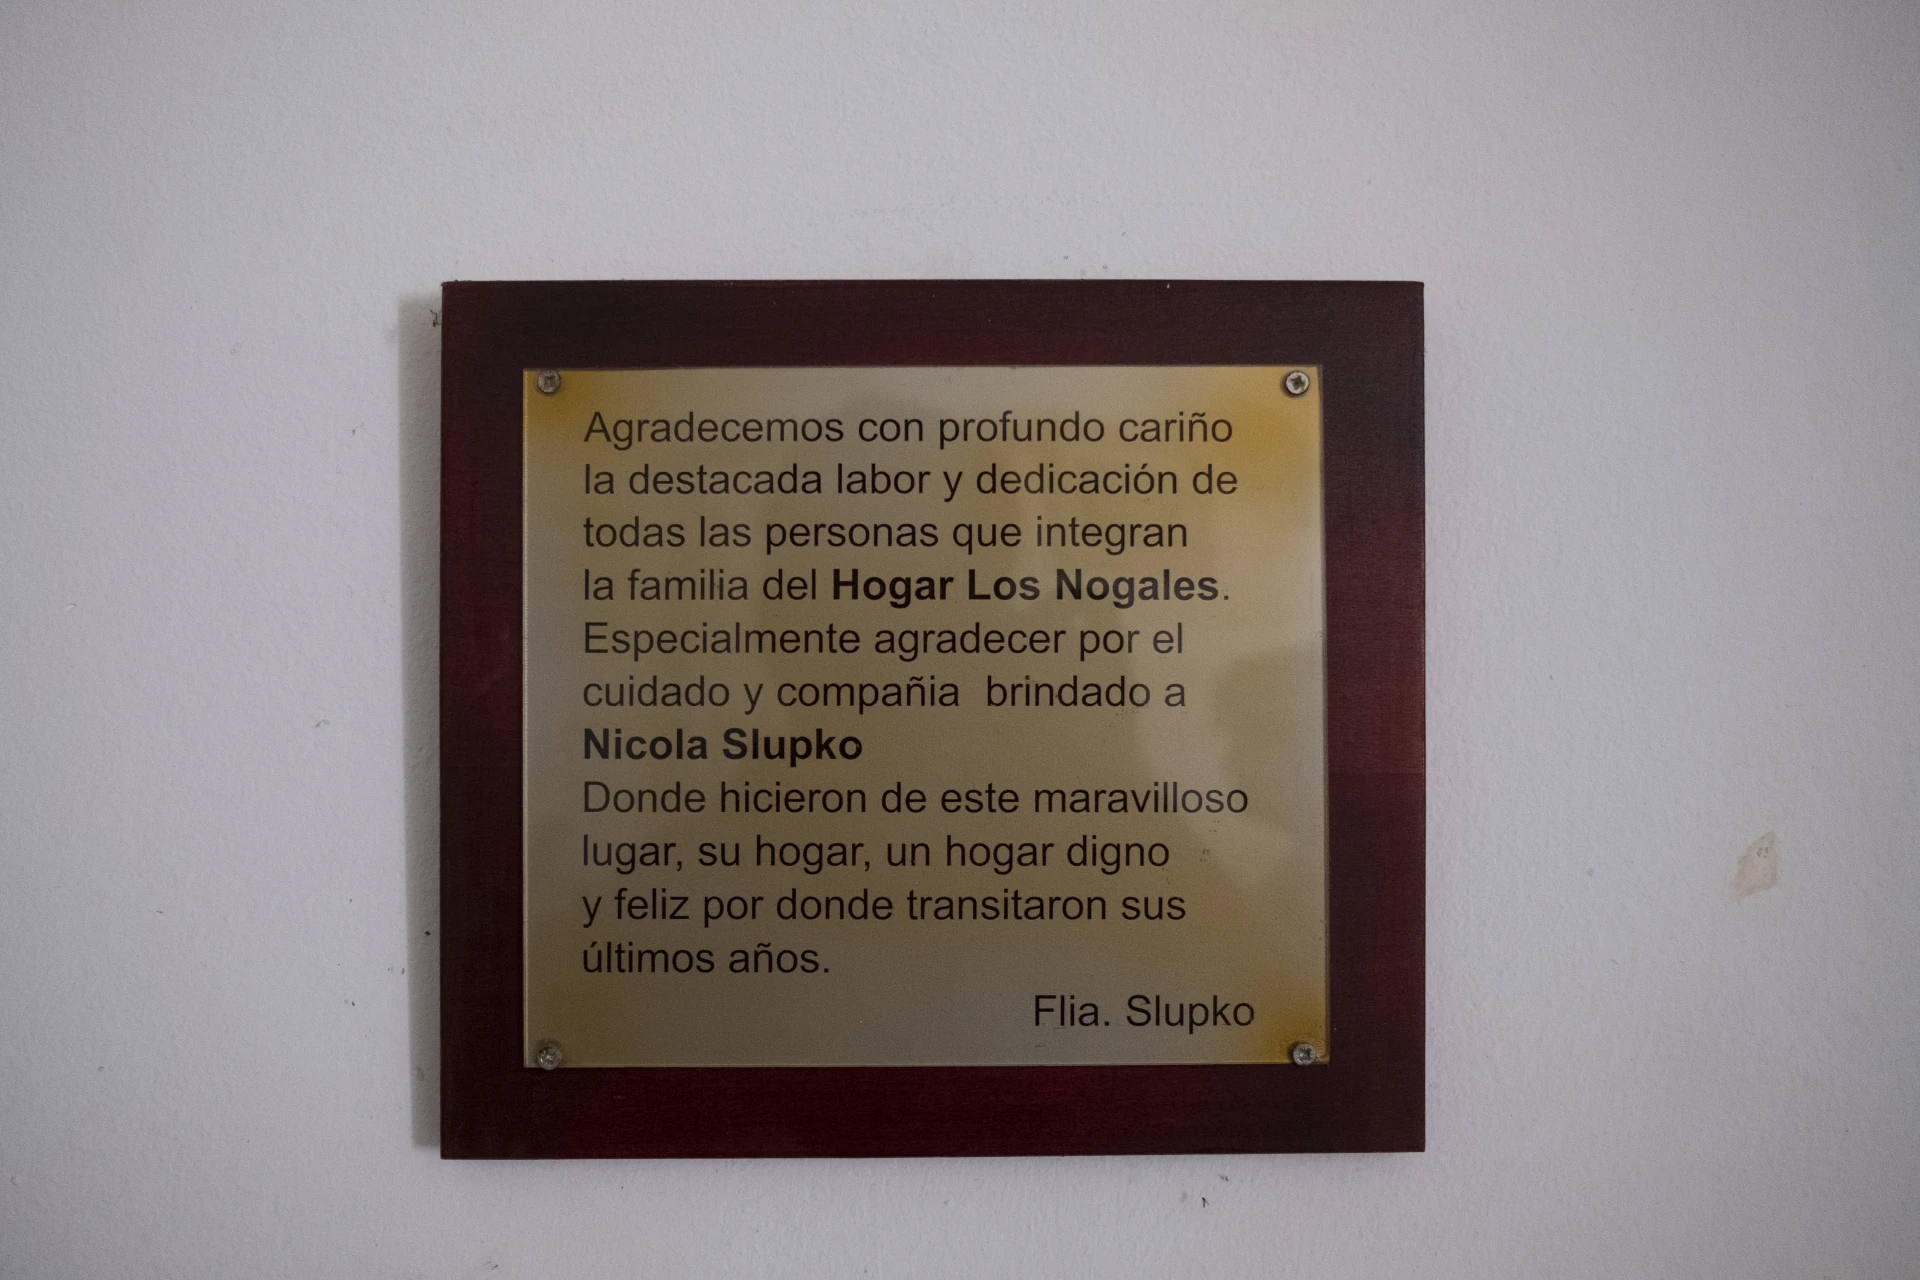 Agradecemos con profundo cariño
la destacada labor y dedicación de
todas las personas que integran
la familia del Hogar Los Nogales.
Especialmente agradecer por el
cuidado y compañia  brindado a
Nicola Slupko
Donde hicieron de este maravilloso
lugar, su hogar, un hogar digno
y feliz por donde transitaron sus
últimos años.
Flia. Slupko